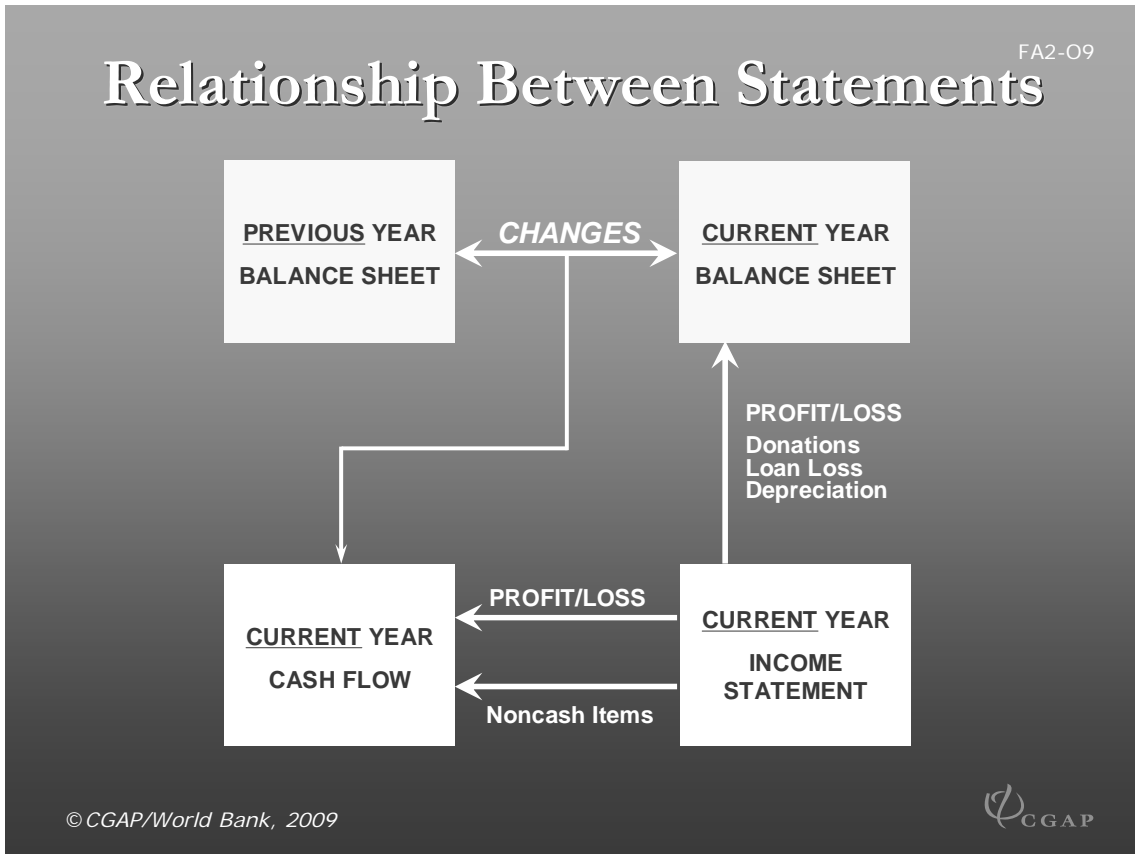 FA2-O9
Relationship Between Statements
PREVIOUS YEAR
BALANCE SHEET
CHANGES
CURRENT YEAR
BALANCE SHEET
PROFIT/LOSS
Donations
Loan Loss
Depreciation
CURRENT YEAR
CASH FLOW
PROFIT/LOSS
Noncash Items
CURRENT YEAR
INCOME
STATEMENT
© CGAP/World Bank, 2009
CGAP